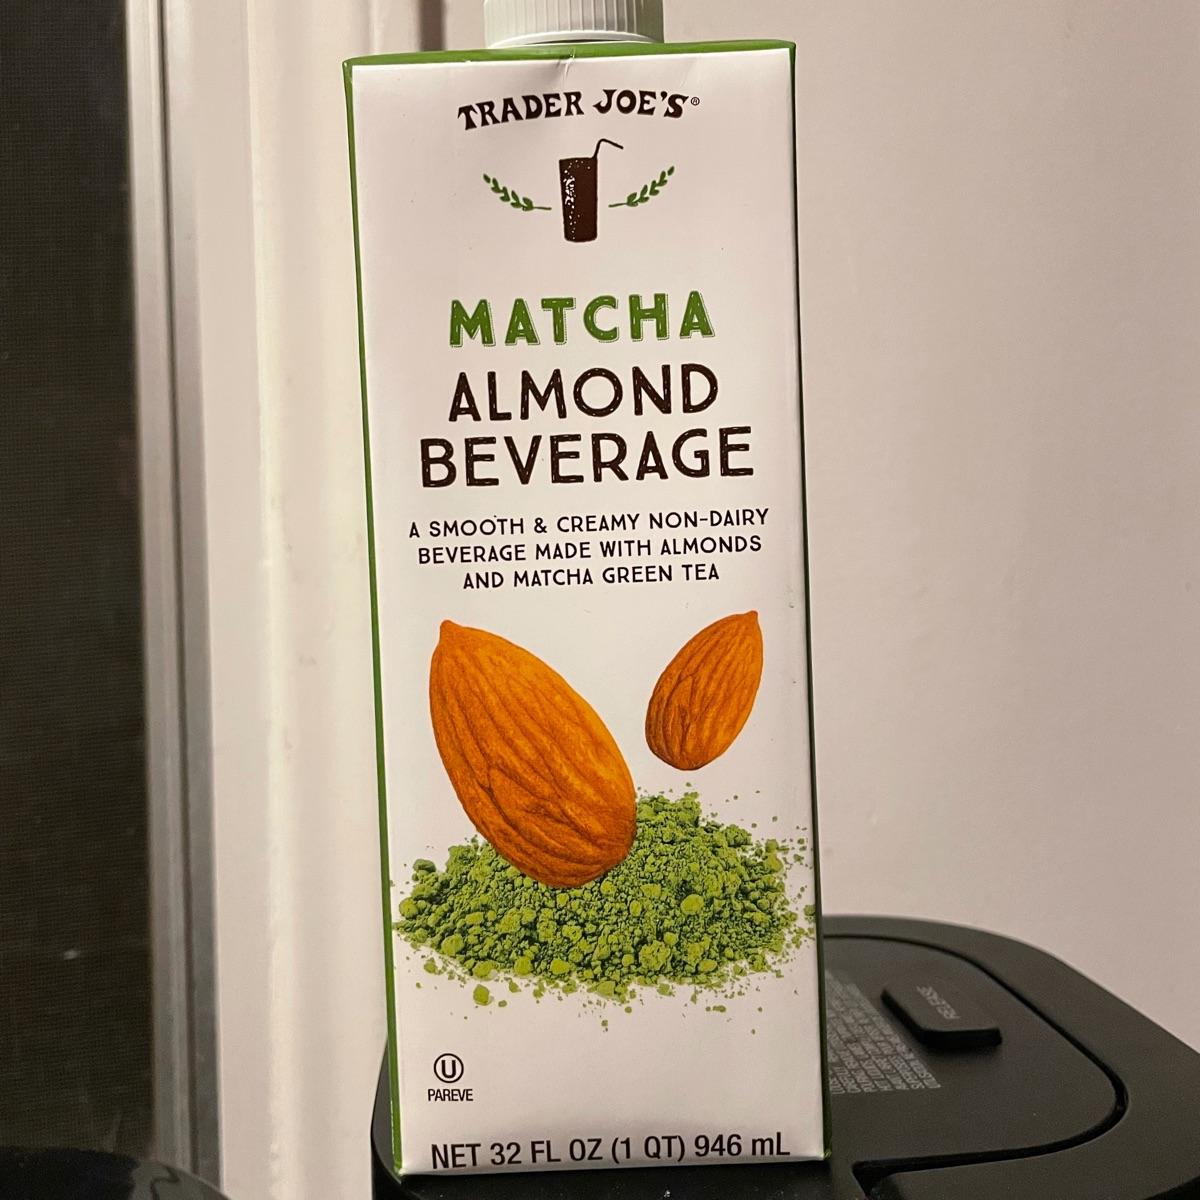 TRADER JOE'S®
MATCHA
ALMOND
BEVERAGE
A SMOOTH & CREAMY NON-DAIRY
BEVERAGE MADE WITH ALMONDS
AND MATCHA GREEN TEA
U
PAREVE
NET 32 FL OZ (1 QT) 946 mL
RELEASE